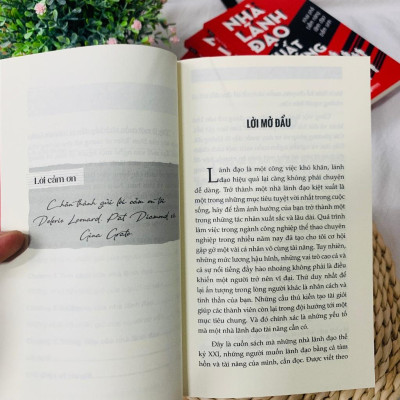 NHÀ
LÃNH
ĐẠO
Lời cảm ơn
Chân thành gửi lời cảm ơn tới
Delorie Leonard, Pat Diamond và
Gina Grato.
LỜI MỞ ĐẦU
Lãnh đạo là một công việc khó khăn, lãnh
đạo hiệu quả lại càng không phải chuyện
dễ dàng. Trở thành một nhà lãnh đạo kiệt xuất là một
trong những mục tiêu tuyệt vời nhất trong cuộc
sống, hãy để tầm ảnh hưởng của bạn trở thành một
trong những tác nhân xuất sắc và lâu dài. Quá trình
làm việc trong ngành công nghiệp thể thao chuyên
nghiệp trong nhiều năm nay đã tạo cho tôi cơ hội
gặp gỡ một vài cá nhân vô cùng tài năng. Tuy nhiên,
những mức lương hậu hĩnh, những vai trò cao cả và
cả sự nổi tiếng đầy hào nhoáng không phải là điều
khiến một người trở nên vĩ đại. Thứ duy nhất để
lại ấn tượng trong lòng người khác là nhân cách và
tinh thần của bạn. Những cầu thủ kiến tạo tài giỏi
giúp các thành viên còn lại trong đội hướng tới một
mục tiêu chung. Và đó chính xác là những yếu tố
mà một nhà lãnh đạo tài năng cần có.
Đây là cuốn sách mà những nhà lãnh đạo thế
kỷ XXI, những người muốn lãnh đạo bằng cả tâm
hồn và tài năng của mình, cần đọc. Được viết theo